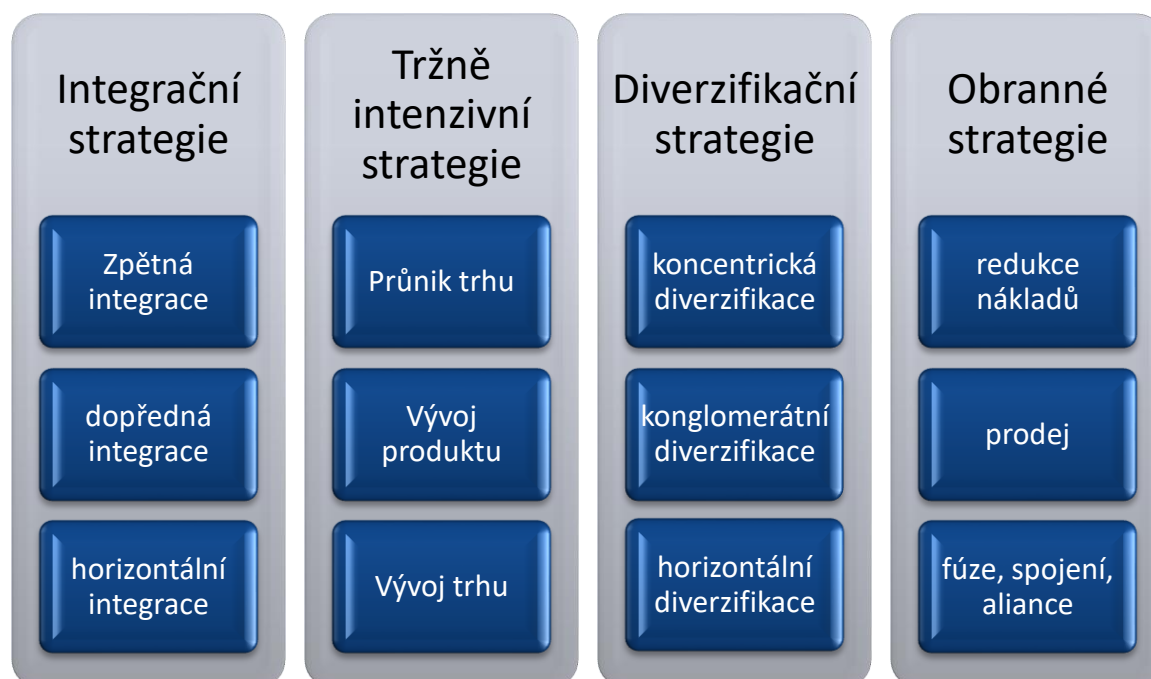 Integrační
strategie
Zpětná
integrace
dopředná
integrace
horizontální
integrace
Tržně
intenzivní
strategie
Průnik trhu
Vývoj
produktu
Vývoj trhu
Diverzifikační
strategie
koncentrická
diverzifikace
konglomerátní
diverzifikace
horizontální
diverzifikace
Obranné
strategie
redukce
nákladů
prodej
fúze, spojení,
aliance